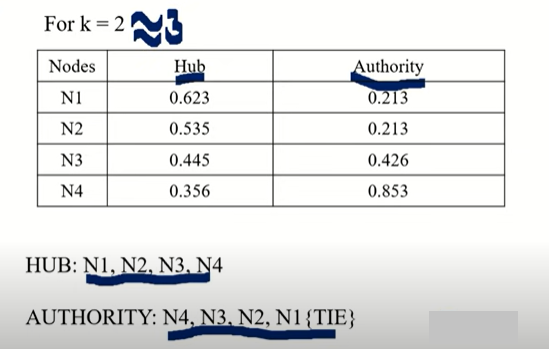 For k = 2 ≈3
Nodes Hub Authority
N1 0.623 0.213
N2 0.535 0.213
N3 0.445 0.426
N4 0.356 0.853
HUB: N1, N2, N3, N4
AUTHORITY: N4, N3, N2, N1{TIE}